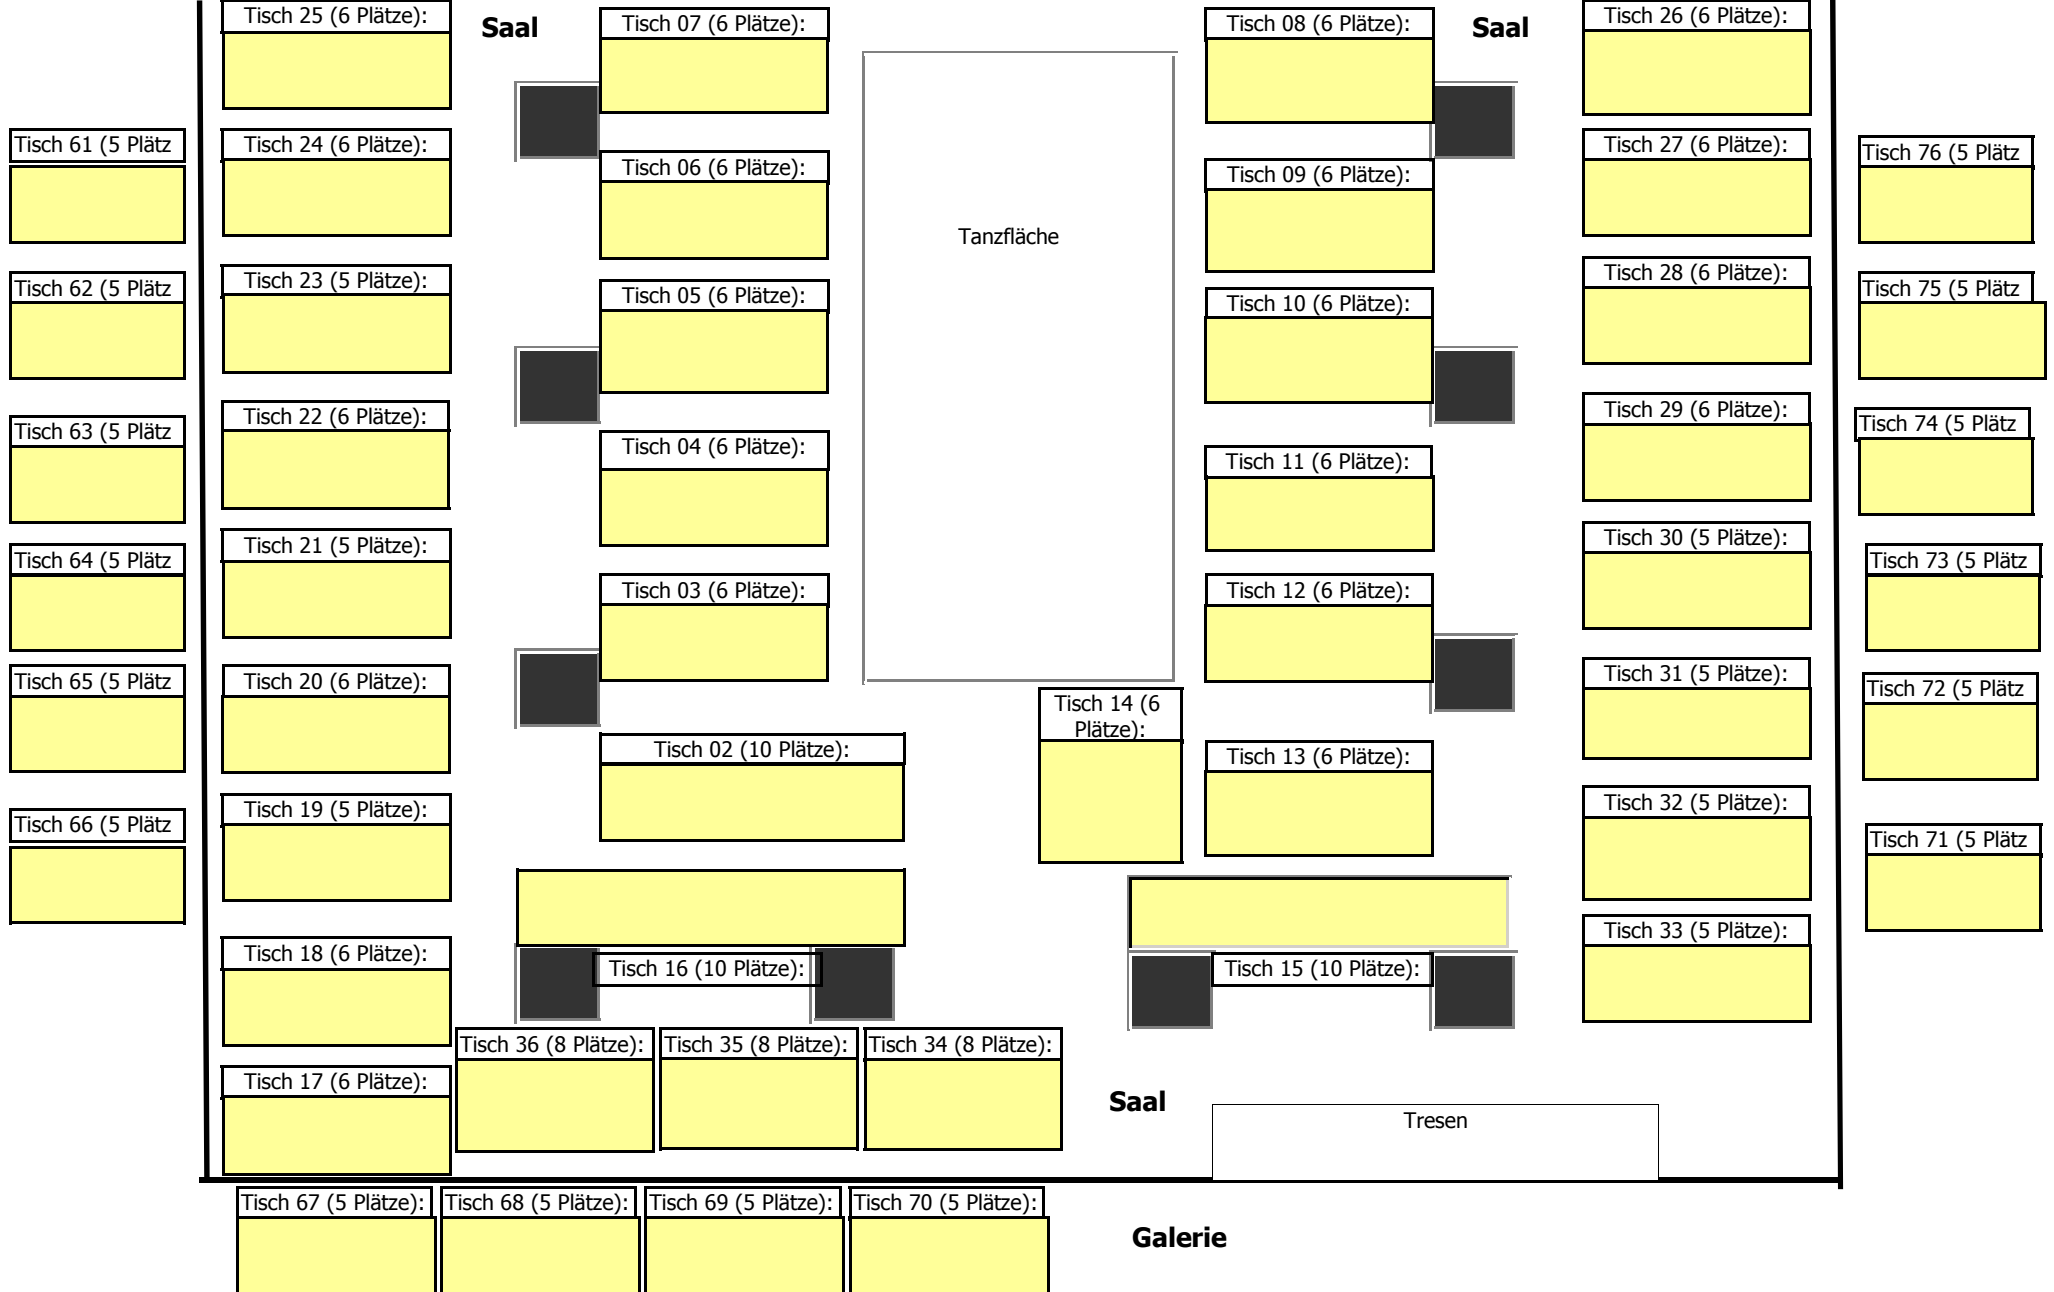 Tisch 25 (6 Plätze):
Saal
Tisch 07 (6 Plätze):
Tisch 08 (6 Plätze):
Saal
Tisch 26 (6 Plätze):
Tisch 61 (5 Plätz
Tisch 24 (6 Plätze):
Tisch 06 (6 Plätze):
Tisch 09 (6 Plätze):
Tisch 27 (6 Plätze):
Tisch 76 (5 Plätz
Tanzfläche
Tisch 62 (5 Plätz
Tisch 23 (5 Plätze):
Tisch 05 (6 Plätze):
Tisch 10 (6 Plätze):
Tisch 28 (6 Plätze):
Tisch 75 (5 Plätz
Tisch 63 (5 Plätz
Tisch 22 (6 Plätze):
Tisch 04 (6 Plätze):
Tisch 11 (6 Plätze):
Tisch 29 (6 Plätze):
Tisch 74 (5 Plätz
Tisch 64 (5 Plätz
Tisch 21 (5 Plätze):
Tisch 03 (6 Plätze):
Tisch 12 (6 Plätze):
Tisch 30 (5 Plätze):
Tisch 73 (5 Plätz
Tisch 65 (5 Plätz
Tisch 20 (6 Plätze):
Tisch 02 (10 Plätze):
Tisch 14 (6
Plätze):
Tisch 13 (6 Plätze):
Tisch 31 (5 Plätze):
Tisch 72 (5 Plätz
Tisch 66 (5 Plätz
Tisch 19 (5 Plätze):
Tisch 32 (5 Plätze):
Tisch 71 (5 Plätz
Tisch 18 (6 Plätze):
Tisch 16 (10 Plätze):
Tisch 15 (10 Plätze):
Tisch 33 (5 Plätze):
Tisch 17 (6 Plätze):
Tisch 36 (8 Plätze):
Tisch 35 (8 Plätze):
Tisch 34 (8 Plätze):
Saal
Tresen
Tisch 67 (5 Plätze):
Tisch 68 (5 Plätze):
Tisch 69 (5 Plätze):
Tisch 70 (5 Plätze):
Galerie